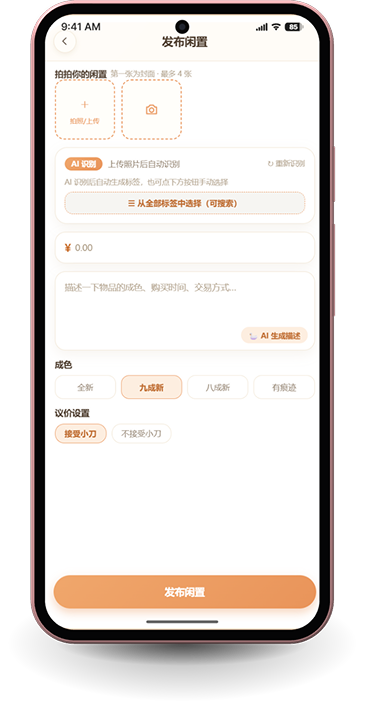 9:41 AM 85
发布闲置
拍拍你的闲置 第一张为封面 · 最多 4 张
+
拍照/上传
AI 识别 上传照片后自动识别 ↻ 重新识别
AI 识别后自动生成标签，也可点下方按钮手动选择
☰ 从全部标签中选择（可搜索）
¥ 0.00
描述一下物品的成色、购买时间、交易方式...
AI 生成描述
成色
全新 九成新 八成新 有痕迹
议价设置
接受小刀 不接受小刀
发布闲置